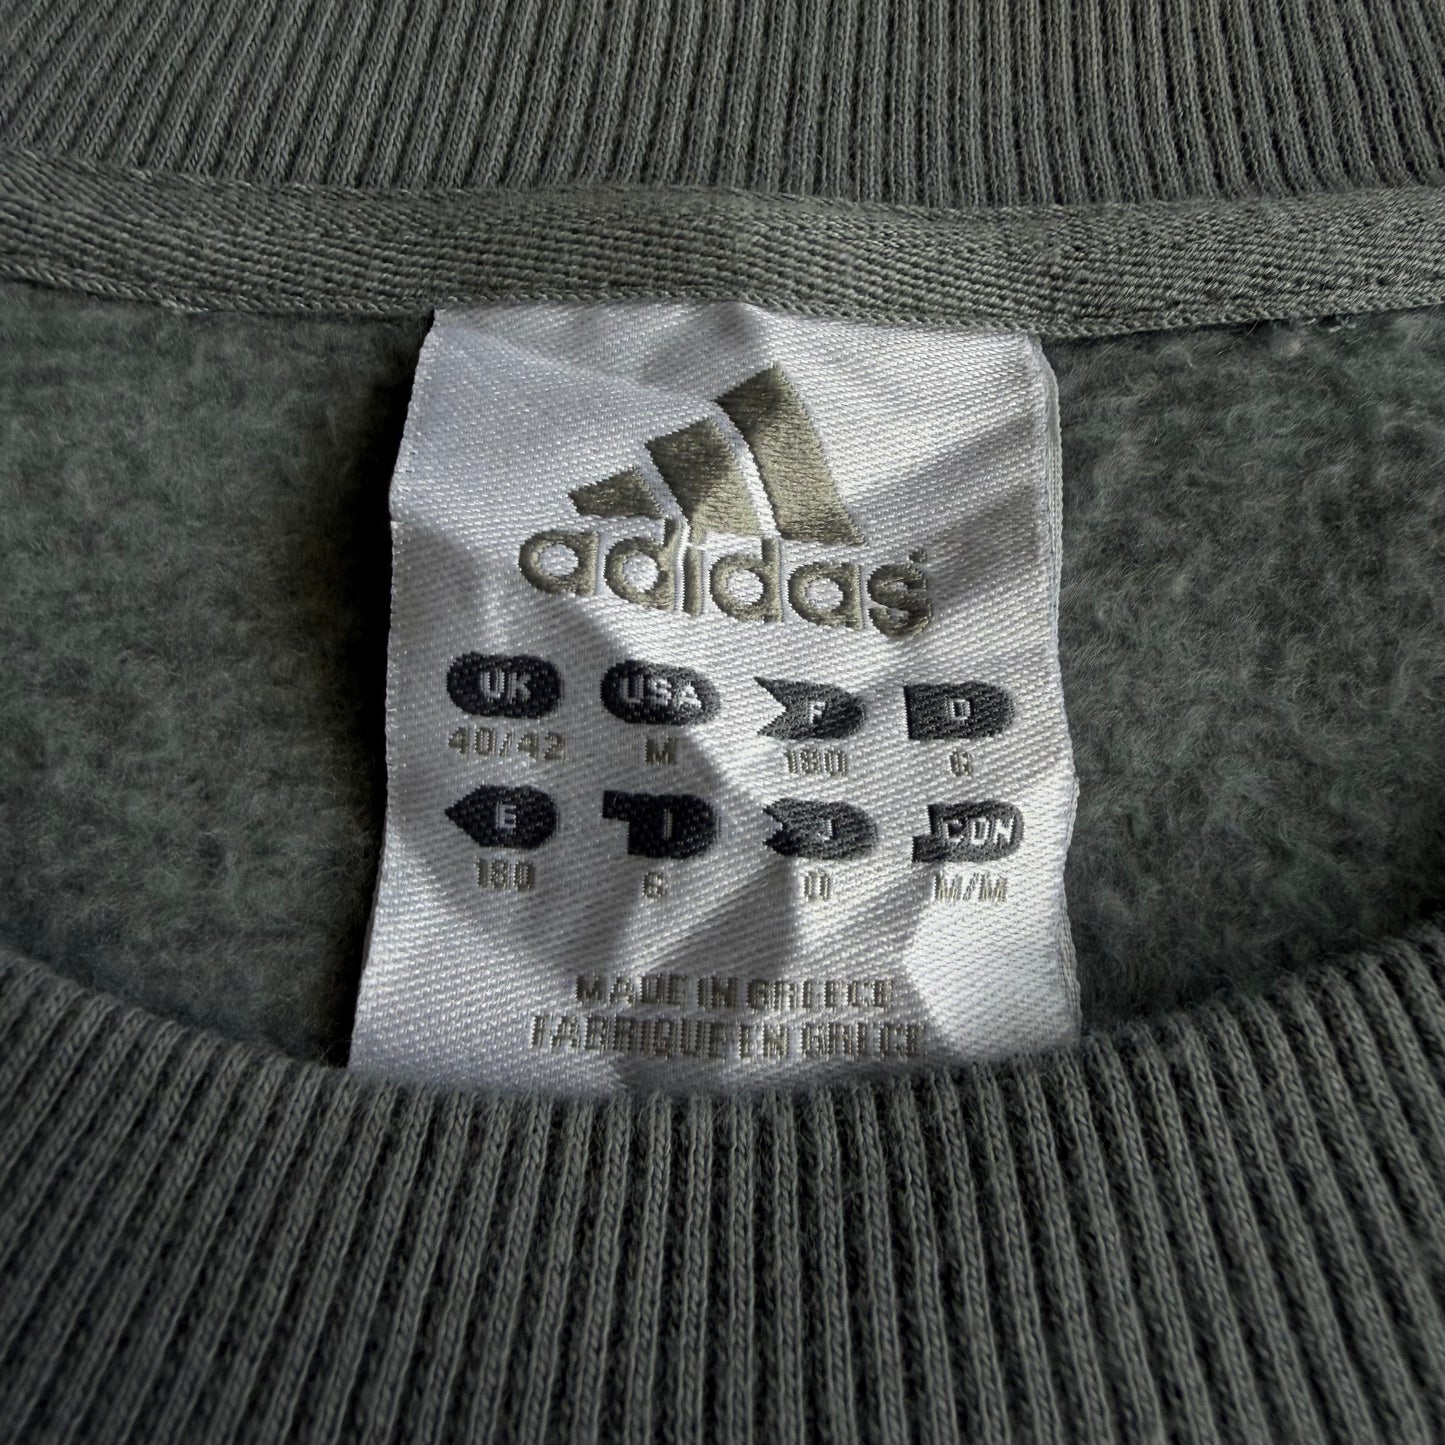 adidas
UK USA F D
40/42 M 180 6
E I J CDN
180 6 O M/M
MADE IN GREECE
FABRIQUE EN GRECE